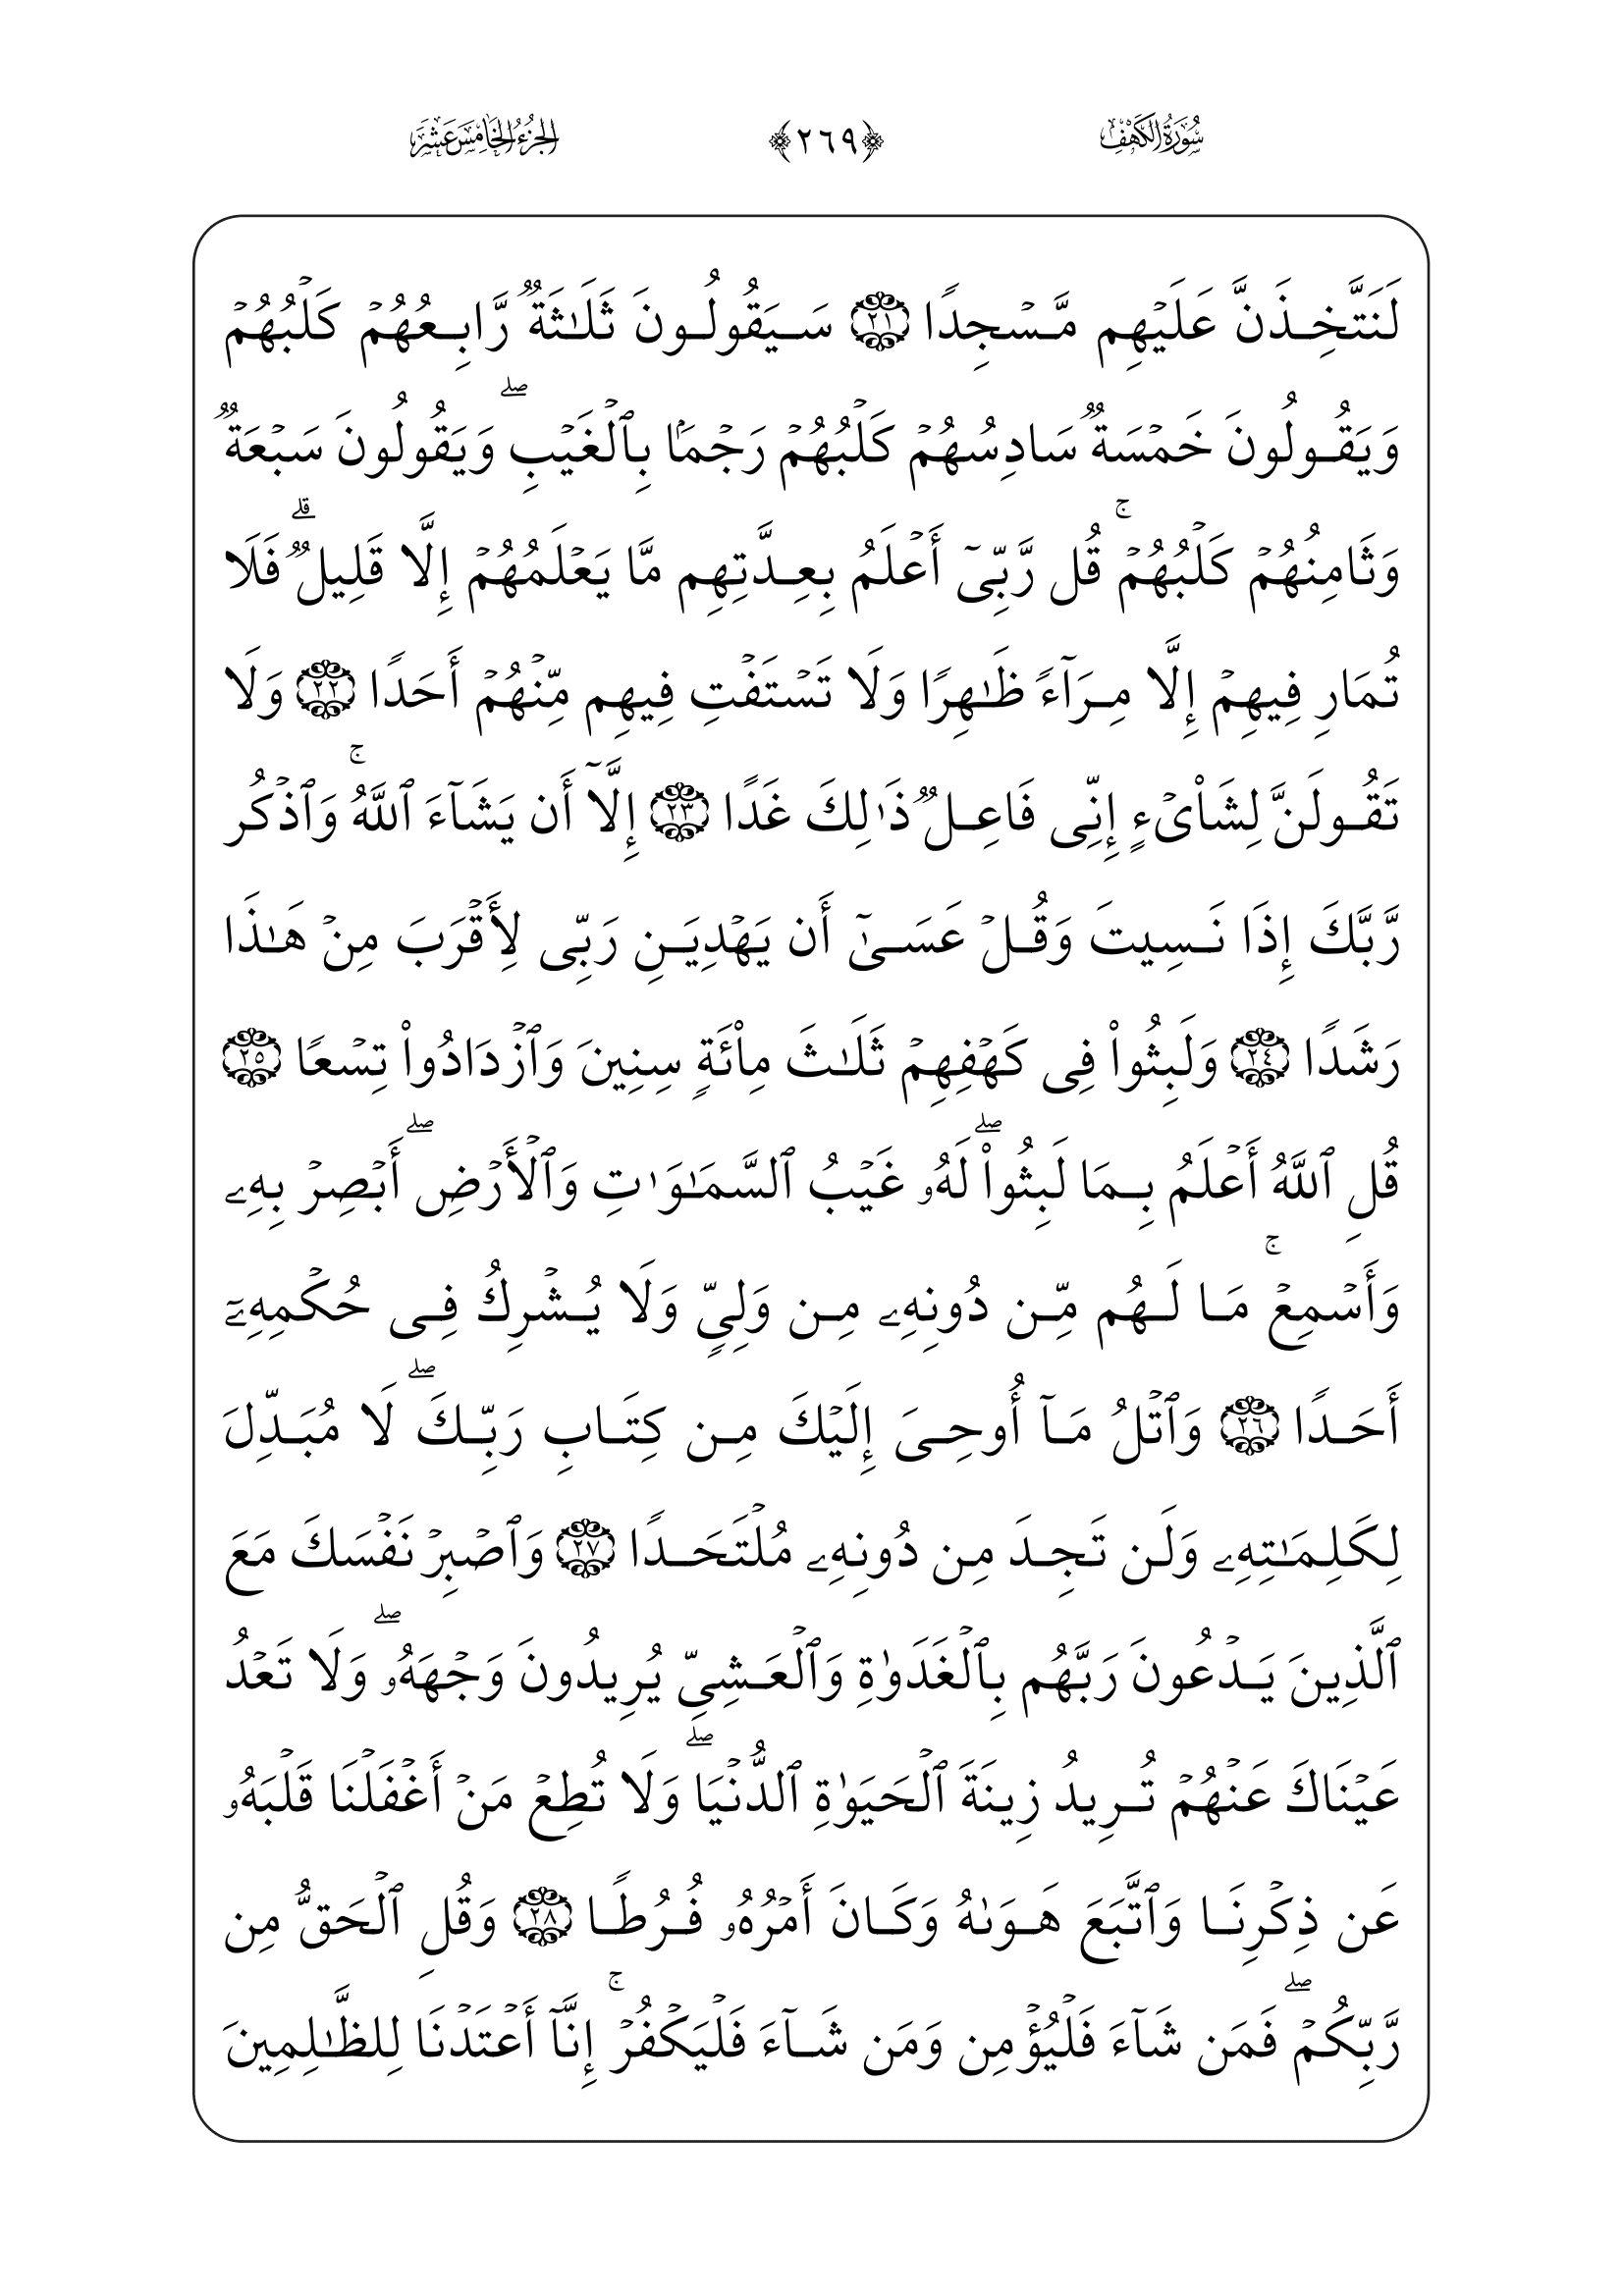 سُورَةُ الكَهْفِ ﴿٢٦٩﴾ الجُزْءُ الخَامِسَ عَشَرَ
لَنَتَّخِذَنَّ عَلَيۡهِم مَّسۡجِدٗا ٢١ سَيَقُولُونَ ثَلَٰثَةٞ رَّابِعُهُمۡ كَلۡبُهُمۡ
وَيَقُولُونَ خَمۡسَةٞ سَادِسُهُمۡ كَلۡبُهُمۡ رَجۡمَۢا بِٱلۡغَيۡبِۖ وَيَقُولُونَ سَبۡعَةٞ
وَثَامِنُهُمۡ كَلۡبُهُمۡۚ قُل رَّبِّيٓ أَعۡلَمُ بِعِدَّتِهِم مَّا يَعۡلَمُهُمۡ إِلَّا قَلِيلٞۗ فَلَا
تُمَارِ فِيهِمۡ إِلَّا مِرَآءٗ ظَٰهِرٗا وَلَا تَسۡتَفۡتِ فِيهِم مِّنۡهُمۡ أَحَدٗا ٢٢ وَلَا
تَقُولَنَّ لِشَاْيۡءٍ إِنِّي فَاعِلٞ ذَٰلِكَ غَدًا ٢٣ إِلَّآ أَن يَشَآءَ ٱللَّهُۚ وَٱذۡكُر
رَّبَّكَ إِذَا نَسِيتَ وَقُلۡ عَسَىٰٓ أَن يَهۡدِيَنِ رَبِّي لِأَقۡرَبَ مِنۡ هَٰذَا
رَشَدٗا ٢٤ وَلَبِثُواْ فِي كَهۡفِهِمۡ ثَلَٰثَ مِاْئَةٖ سِنِينَ وَٱزۡدَادُواْ تِسۡعٗا ٢٥
قُلِ ٱللَّهُ أَعۡلَمُ بِمَا لَبِثُواْۖ لَهُۥ غَيۡبُ ٱلسَّمَٰوَٰتِ وَٱلۡأَرۡضِۖ أَبۡصِرۡ بِهِۦ
وَأَسۡمِعۡۚ مَا لَهُم مِّن دُونِهِۦ مِن وَلِيّٖ وَلَا يُشۡرِكُ فِي حُكۡمِهِۦٓ
أَحَدٗا ٢٦ وَٱتۡلُ مَآ أُوحِيَ إِلَيۡكَ مِن كِتَابِ رَبِّكَۖ لَا مُبَدِّلَ
لِكَلِمَٰتِهِۦ وَلَن تَجِدَ مِن دُونِهِۦ مُلۡتَحَدٗا ٢٧ وَٱصۡبِرۡ نَفۡسَكَ مَعَ
ٱلَّذِينَ يَدۡعُونَ رَبَّهُم بِٱلۡغَدَوٰةِ وَٱلۡعَشِيِّ يُرِيدُونَ وَجۡهَهُۥۖ وَلَا تَعۡدُ
عَيۡنَاكَ عَنۡهُمۡ تُرِيدُ زِينَةَ ٱلۡحَيَوٰةِ ٱلدُّنۡيَاۖ وَلَا تُطِعۡ مَنۡ أَغۡفَلۡنَا قَلۡبَهُۥ
عَن ذِكۡرِنَا وَٱتَّبَعَ هَوَىٰهُ وَكَانَ أَمۡرُهُۥ فُرُطٗا ٢٨ وَقُلِ ٱلۡحَقُّ مِن
رَّبِّكُمۡۖ فَمَن شَآءَ فَلۡيُؤۡمِن وَمَن شَآءَ فَلۡيَكۡفُرۡۚ إِنَّآ أَعۡتَدۡنَا لِلظَّٰلِمِينَ